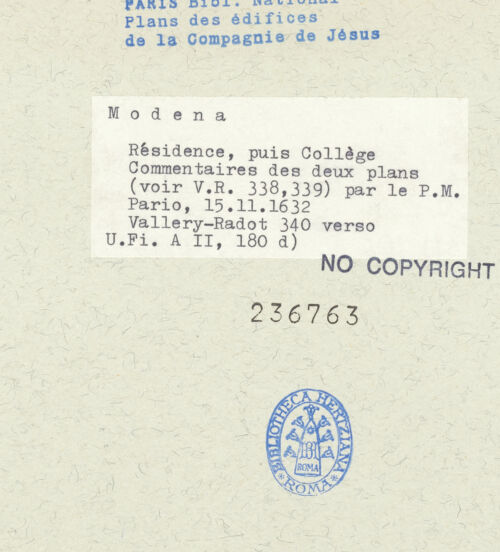 PARIS Bibl. National
Plans des édifices
de la Compagnie de Jésus
Modena
Résidence, puis Collège
Commentaires des deux plans
(voir V.R. 338,339) par le P.M.
Pario, 15.11.1632
Vallery-Radot 340 verso
U.Fi. A II, 180 d)
NO COPYRIGHT
236763
BIBLIOTHECA HERTZIANA
ROMA
ROMA